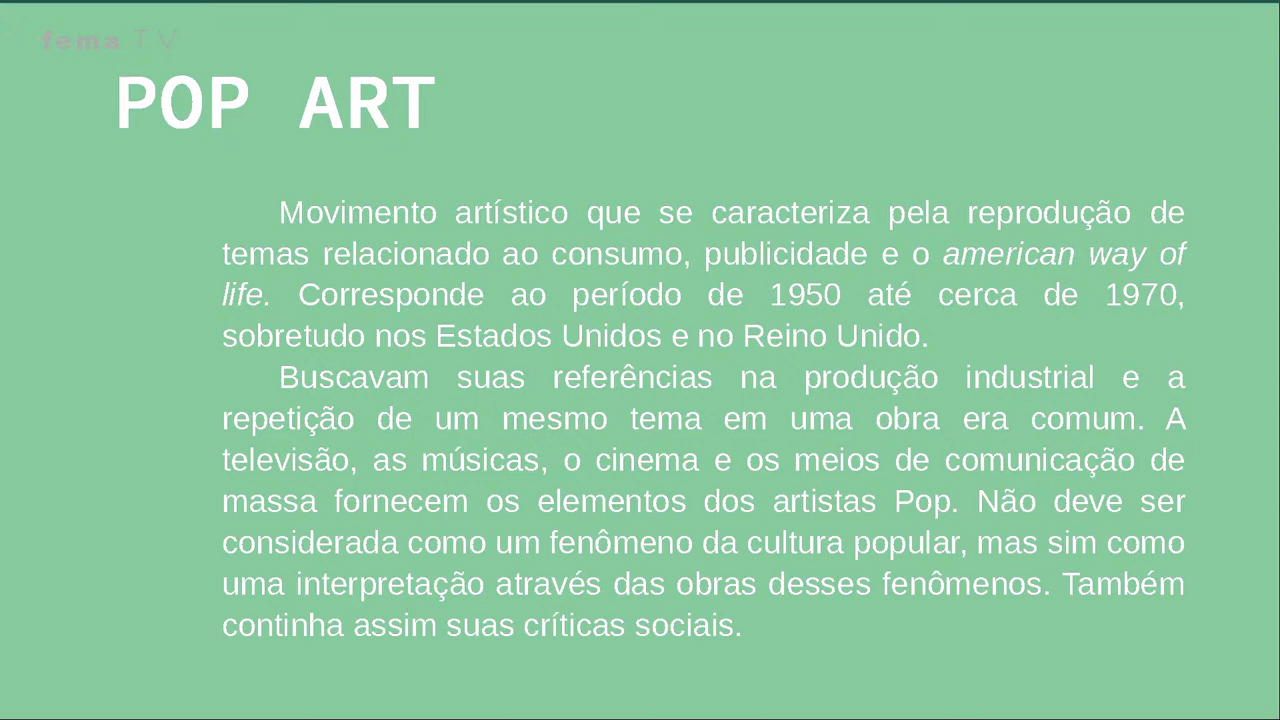 fema TV
POP ART
Movimento artístico que se caracteriza pela reprodução de
temas relacionado ao consumo, publicidade e o american way of
life. Corresponde ao período de 1950 até cerca de 1970,
sobretudo nos Estados Unidos e no Reino Unido.
Buscavam suas referências na produção industrial e a
repetição de um mesmo tema em uma obra era comum. A
televisão, as músicas, o cinema e os meios de comunicação de
massa fornecem os elementos dos artistas Pop. Não deve ser
considerada como um fenômeno da cultura popular, mas sim como
uma interpretação através das obras desses fenômenos. Também
continha assim suas críticas sociais.